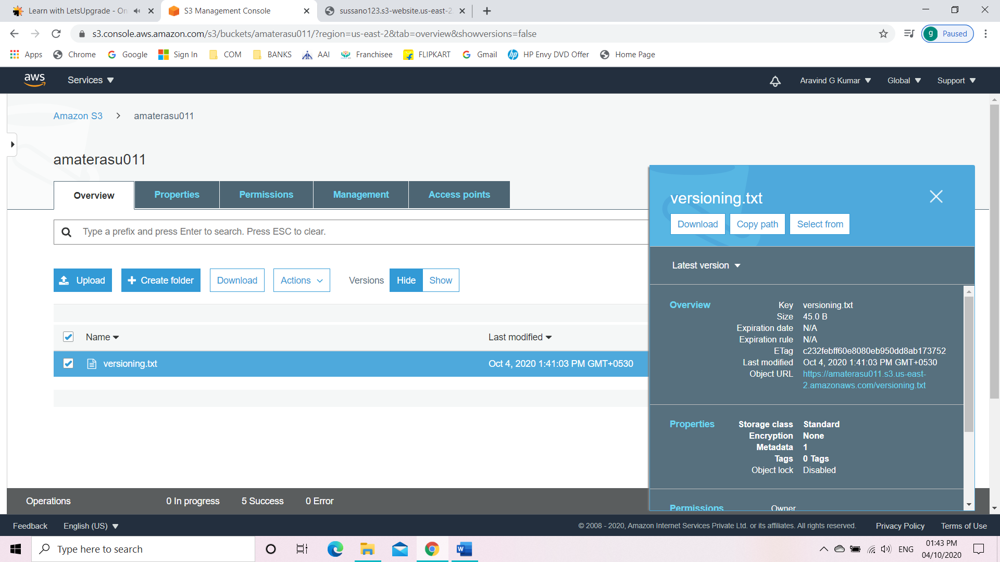 Learn with LetsUpgrade - On
S3 Management Console
sussano123.s3-website.us-east-2
s3.console.aws.amazon.com/s3/buckets/amaterasu011/?region=us-east-2&tab=overview&showversions=false
g Paused
Apps Chrome Google Sign In COM BANKS AAI Franchisee FLIPKART Gmail HP Envy DVD Offer Home Page
aws Services Aravind G Kumar Global Support
Amazon S3 > amaterasu011
amaterasu011
Overview Properties Permissions Management Access points
Type a prefix and press Enter to search. Press ESC to clear.
Upload Create folder Download Actions Versions Hide Show
Name Last modified
versioning.txt Oct 4, 2020 1:41:03 PM GMT+0530
versioning.txt
Download Copy path Select from
Latest version
Overview
Key versioning.txt
Size 45.0 B
Expiration date N/A
Expiration rule N/A
ETag c232febff60e8080eb950dd8ab173752
Last modified Oct 4, 2020 1:41:03 PM GMT+0530
Object URL https://amaterasu011.s3.us-east-
2.amazonaws.com/versioning.txt
Properties
Storage class Standard
Encryption None
Metadata 1
Tags 0 Tags
Object lock Disabled
Permissions Owner
Operations 0 In progress 5 Success 0 Error
Feedback English (US) © 2008 - 2020, Amazon Internet Services Private Ltd. or its affiliates. All rights reserved. Privacy Policy Terms of Use
Type here to search
ENG
01:43 PM
04/10/2020